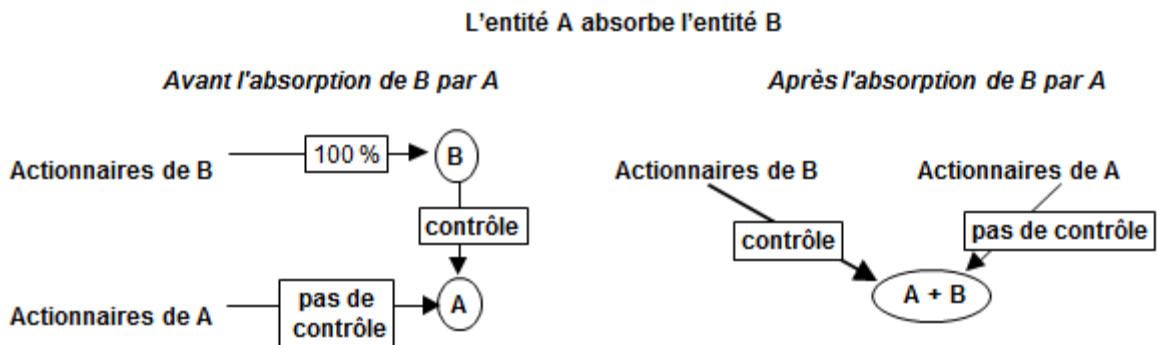 L'entité A absorbe l'entité B
Avant l'absorption de B par A
Après l'absorption de B par A
Actionnaires de B
100 %
B
contrôle
Actionnaires de A
pas de
contrôle
A
Actionnaires de B
Actionnaires de A
contrôle
pas de contrôle
A + B